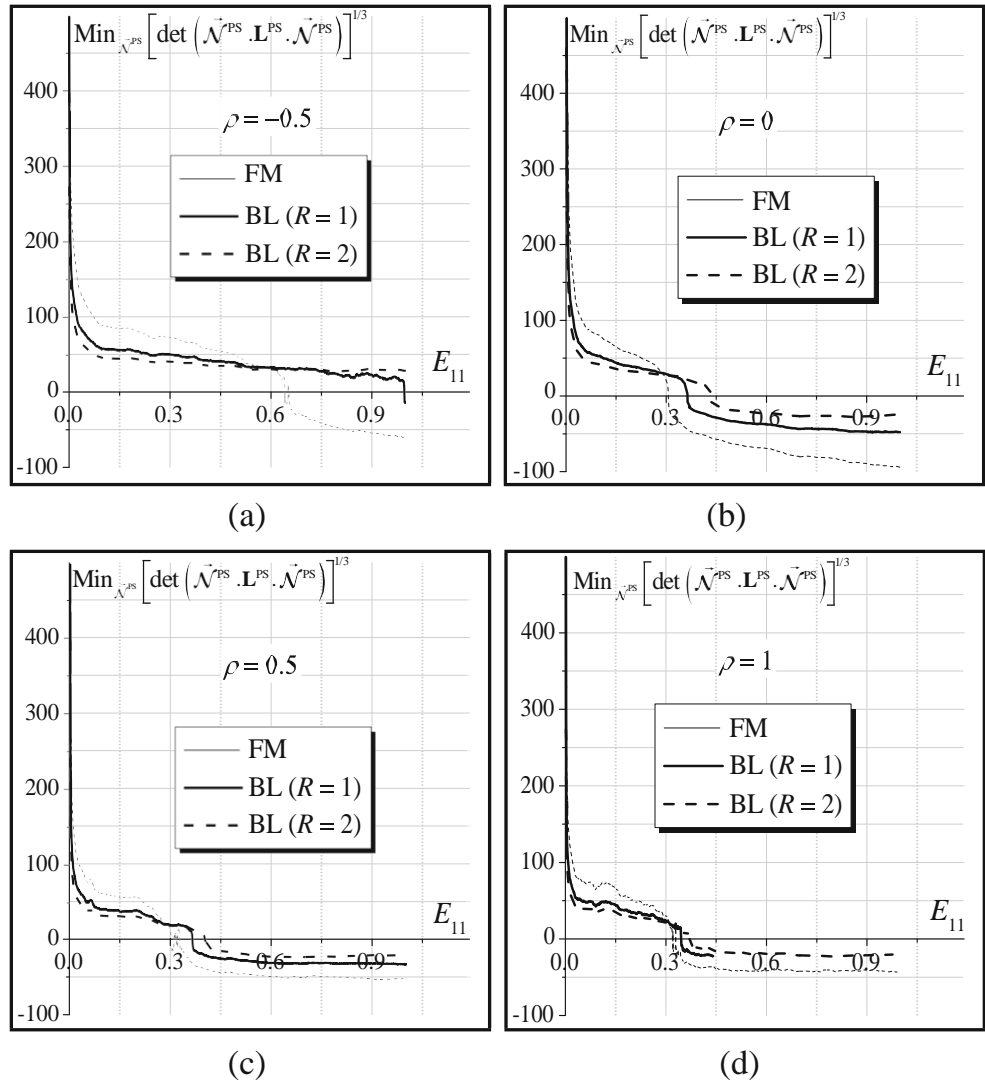 Min 𝒩⃗ᴾˢ [det (𝒩⃗ᴾˢ . Lᴾˢ . 𝒩⃗ᴾˢ)]^1/3
400
300
200
100
0
-100
0.0 0.3 0.6 0.9
E₁₁
ρ = −0.5
FM
BL (R = 1)
BL (R = 2)
(a)
Min 𝒩⃗ᴾˢ [det (𝒩⃗ᴾˢ . Lᴾˢ . 𝒩⃗ᴾˢ)]^1/3
400
300
200
100
0
-100
0.0 0.3 0.6 0.9
E₁₁
ρ = 0
FM
BL (R = 1)
BL (R = 2)
(b)
Min 𝒩⃗ᴾˢ [det (𝒩⃗ᴾˢ . Lᴾˢ . 𝒩⃗ᴾˢ)]^1/3
400
300
200
100
0
-100
0.0 0.3 0.6 0.9
E₁₁
ρ = 0.5
FM
BL (R = 1)
BL (R = 2)
(c)
Min 𝒩⃗ᴾˢ [det (𝒩⃗ᴾˢ . Lᴾˢ . 𝒩⃗ᴾˢ)]^1/3
400
300
200
100
0
-100
0.0 0.3 0.6 0.9
E₁₁
ρ = 1
FM
BL (R = 1)
BL (R = 2)
(d)